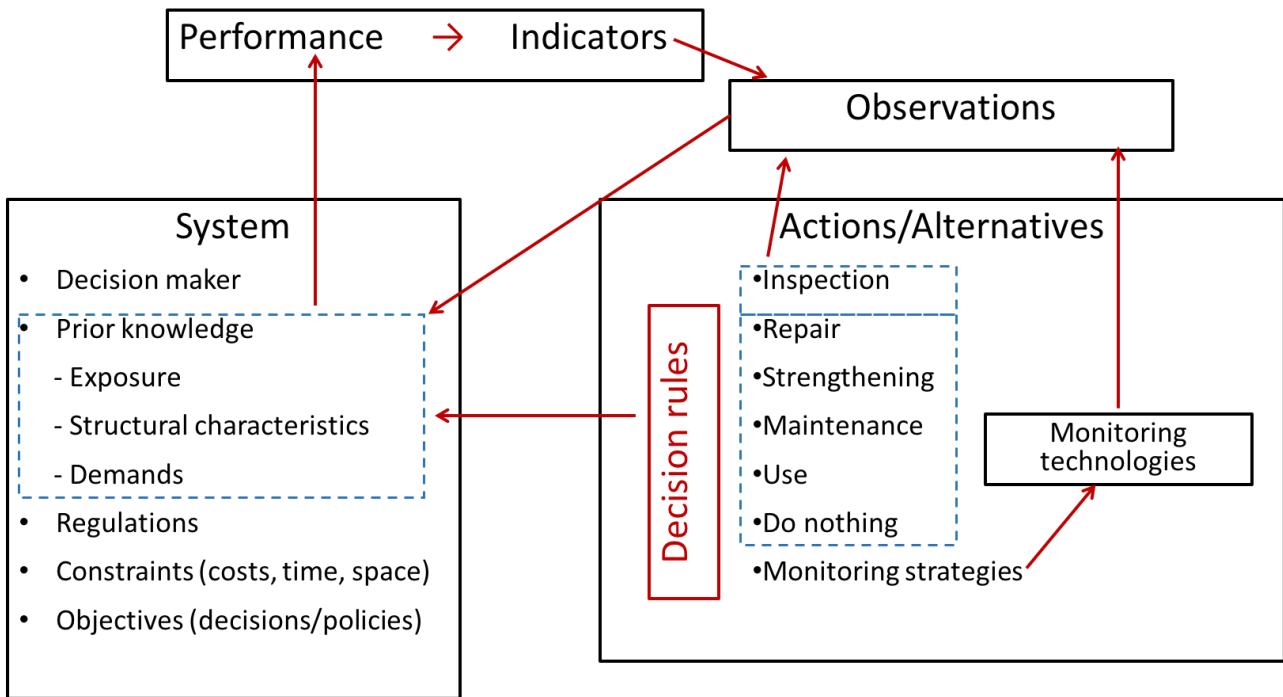 Performance → Indicators
Observations
System
• Decision maker
• Prior knowledge
- Exposure
- Structural characteristics
- Demands
• Regulations
• Constraints (costs, time, space)
• Objectives (decisions/policies)
Actions/Alternatives
Decision rules
•Inspection
•Repair
•Strengthening
•Maintenance
•Use
•Do nothing
•Monitoring strategies
Monitoring
technologies